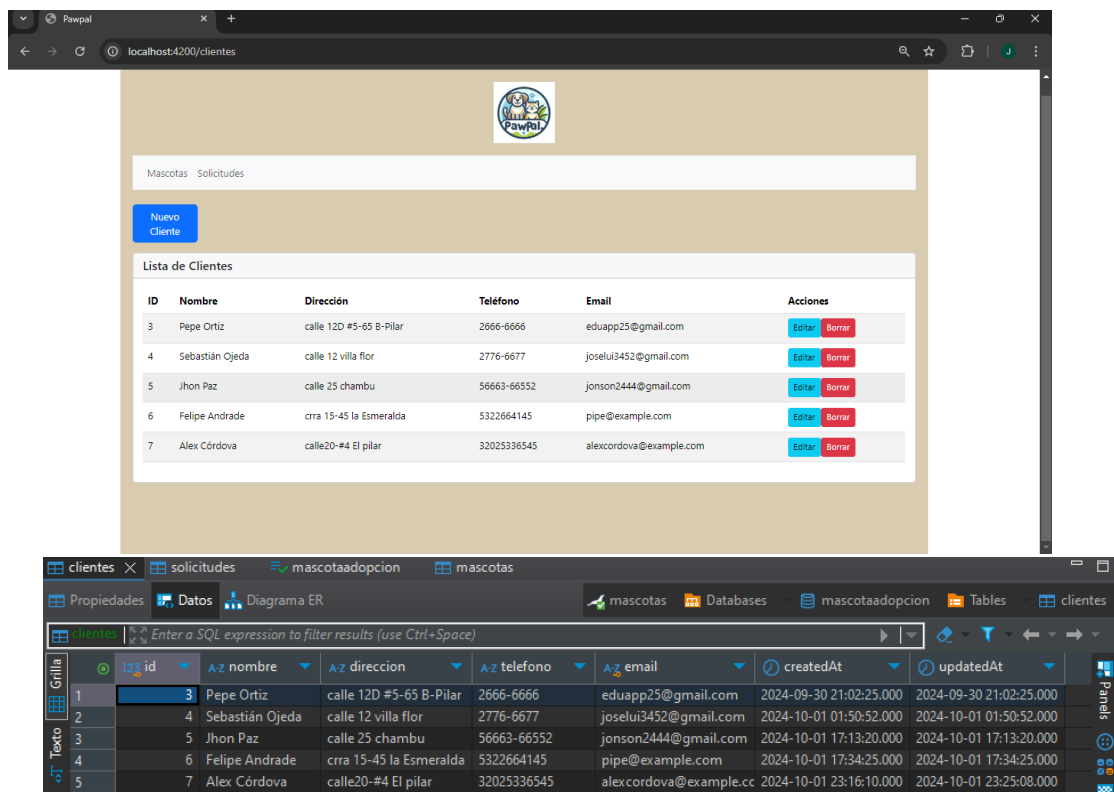 Pawpal
localhost:4200/clientes
J
PawPal
Mascotas Solicitudes
Nuevo
Cliente
Lista de Clientes
ID Nombre Dirección Teléfono Email Acciones
3 Pepe Ortiz calle 12D #5-65 B-Pilar 2666-6666 eduapp25@gmail.com Editar Borrar
4 Sebastián Ojeda calle 12 villa flor 2776-6677 joselui3452@gmail.com Editar Borrar
5 Jhon Paz calle 25 chambu 56663-66552 jonson2444@gmail.com Editar Borrar
6 Felipe Andrade crra 15-45 la Esmeralda 5322664145 pipe@example.com Editar Borrar
7 Alex Córdova calle20-#4 El pilar 32025336545 alexcordova@example.com Editar Borrar
clientes solicitudes mascotaadopcion mascotas
Propiedades Datos Diagrama ER mascotas Databases mascotaadopcion Tables clientes
clientes Enter a SQL expression to filter results (use Ctrl+Space)
Grilla 123 id A-Z nombre A-Z direccion A-Z telefono A-Z email createdAt updatedAt Panels
1 3 Pepe Ortiz calle 12D #5-65 B-Pilar 2666-6666 eduapp25@gmail.com 2024-09-30 21:02:25.000 2024-09-30 21:02:25.000
2 4 Sebastián Ojeda calle 12 villa flor 2776-6677 joselui3452@gmail.com 2024-10-01 01:50:52.000 2024-10-01 01:50:52.000
Texto 3 5 Jhon Paz calle 25 chambu 56663-66552 jonson2444@gmail.com 2024-10-01 17:13:20.000 2024-10-01 17:13:20.000
4 6 Felipe Andrade crra 15-45 la Esmeralda 5322664145 pipe@example.com 2024-10-01 17:34:25.000 2024-10-01 17:34:25.000
5 7 Alex Córdova calle20-#4 El pilar 32025336545 alexcordova@example.cc 2024-10-01 23:16:10.000 2024-10-01 23:25:08.000